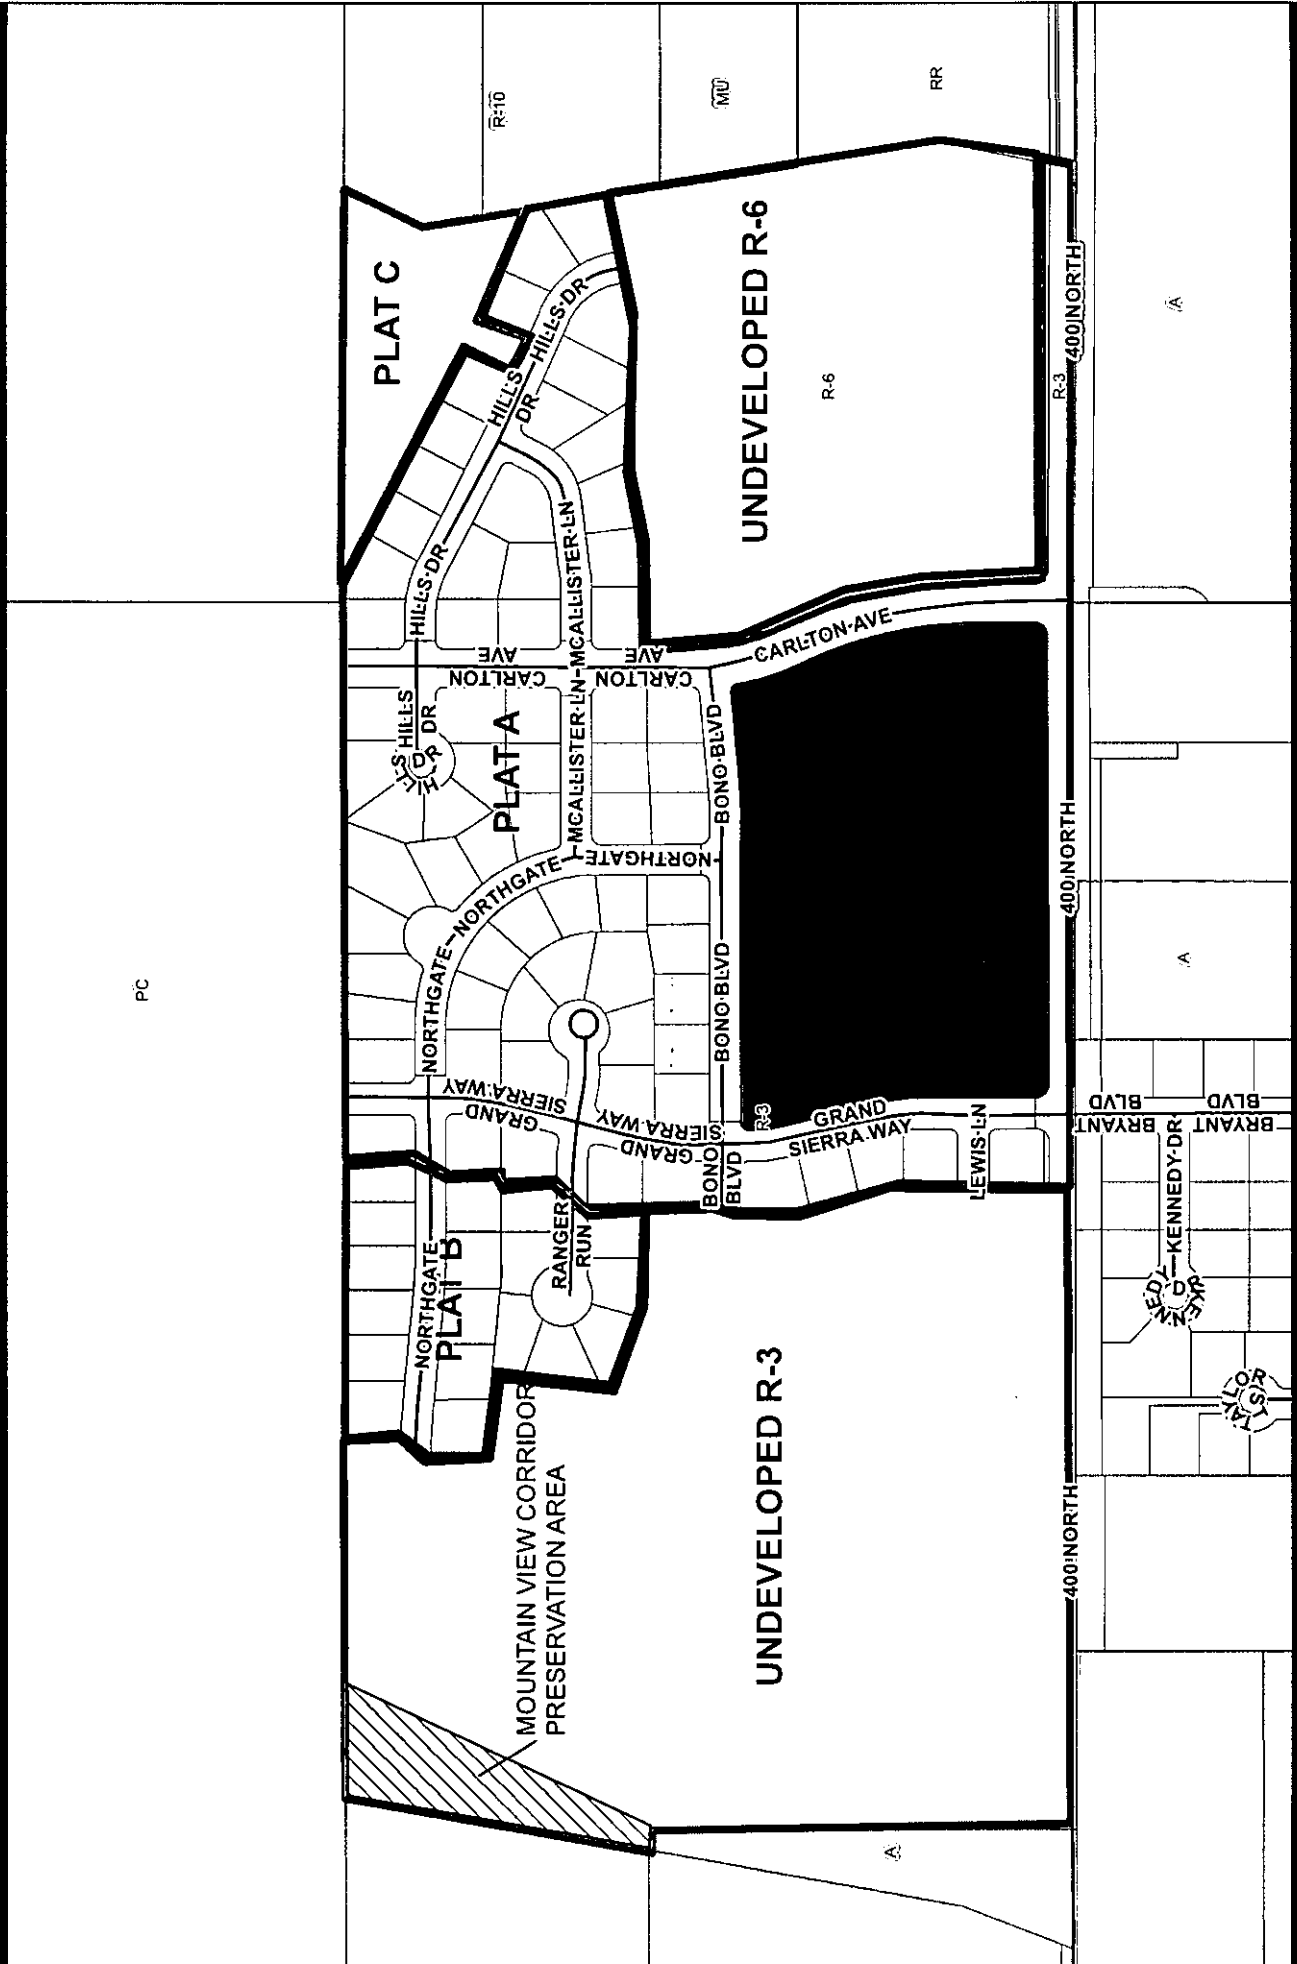 PC
R-10
MU
RR
PLAT C
UNDEVELOPED R-6
R-6
R-3
400 NORTH
A
HILLS DR
HILLS
DR
HILLS DR
HILLS
DR
HILLS DR
MCALLISTER LN
MCALLISTER LN
CARLTON
AVE
CARLTON
AVE
CARLTON AVE
PLAT A
NORTHGATE
NORTHGATE
NORTHGATE
BONO BLVD
BONO BLVD
400 NORTH
A
GRAND
SIERRA WAY
GRAND
SIERRA WAY
GRAND
SIERRA WAY
R-3
BONO
BLVD
LEWIS LN
BRYANT
BLVD
BRYANT
BLVD
KENNEDY DR
KENNEDY DR
TAYLOR ST
RANGER
RUN
NORTHGATE
PLAT B
MOUNTAIN VIEW CORRIDOR
PRESERVATION AREA
UNDEVELOPED R-3
400 NORTH
A